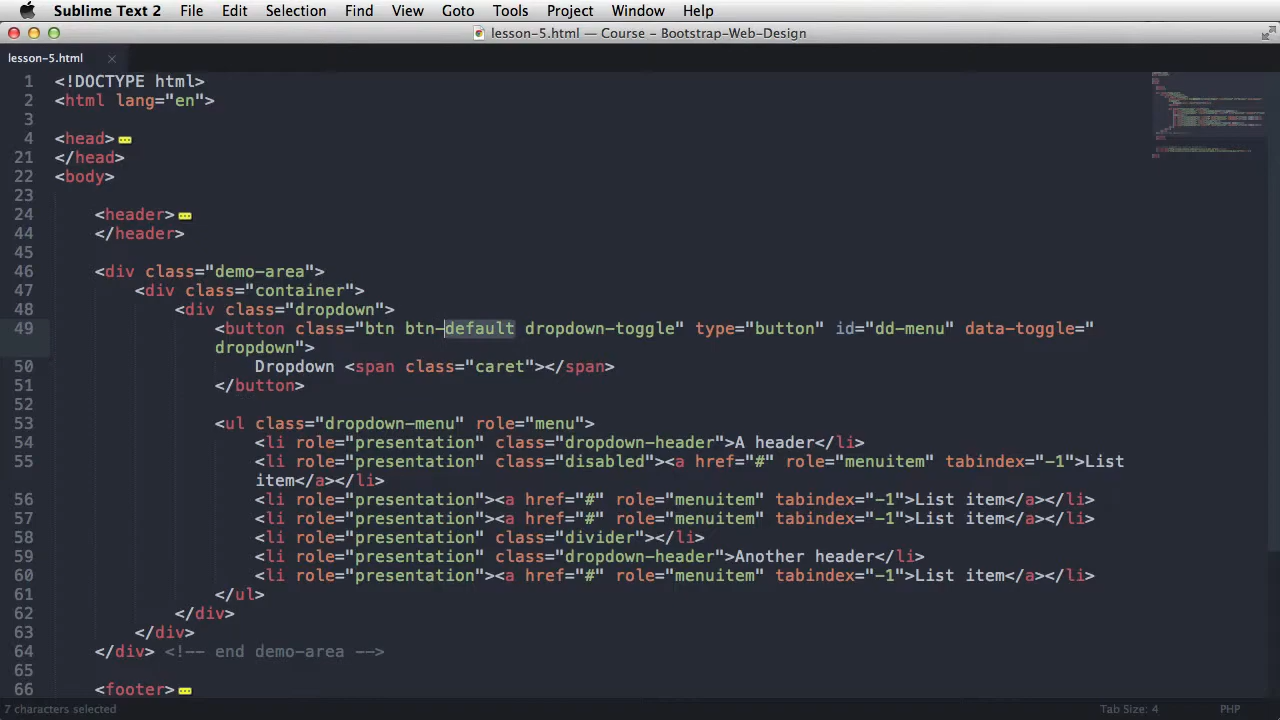 Sublime Text 2 File Edit Selection Find View Goto Tools Project Window Help
lesson-5.html — Course - Bootstrap-Web-Design
lesson-5.html ×
1 <!DOCTYPE html>
2 <html lang="en">
3
4 <head>
21 </head>
22 <body>
23
24 <header>
44 </header>
45
46 <div class="demo-area">
47 <div class="container">
48 <div class="dropdown">
49 <button class="btn btn-default dropdown-toggle" type="button" id="dd-menu" data-toggle="
dropdown">
50 Dropdown <span class="caret"></span>
51 </button>
52
53 <ul class="dropdown-menu" role="menu">
54 <li role="presentation" class="dropdown-header">A header</li>
55 <li role="presentation" class="disabled"><a href="#" role="menuitem" tabindex="-1">List
item</a></li>
56 <li role="presentation"><a href="#" role="menuitem" tabindex="-1">List item</a></li>
57 <li role="presentation"><a href="#" role="menuitem" tabindex="-1">List item</a></li>
58 <li role="presentation" class="divider"></li>
59 <li role="presentation" class="dropdown-header">Another header</li>
60 <li role="presentation"><a href="#" role="menuitem" tabindex="-1">List item</a></li>
61 </ul>
62 </div>
63 </div>
64 </div> <!-- end demo-area -->
65
66 <footer>
7 characters selected Tab Size: 4 PHP